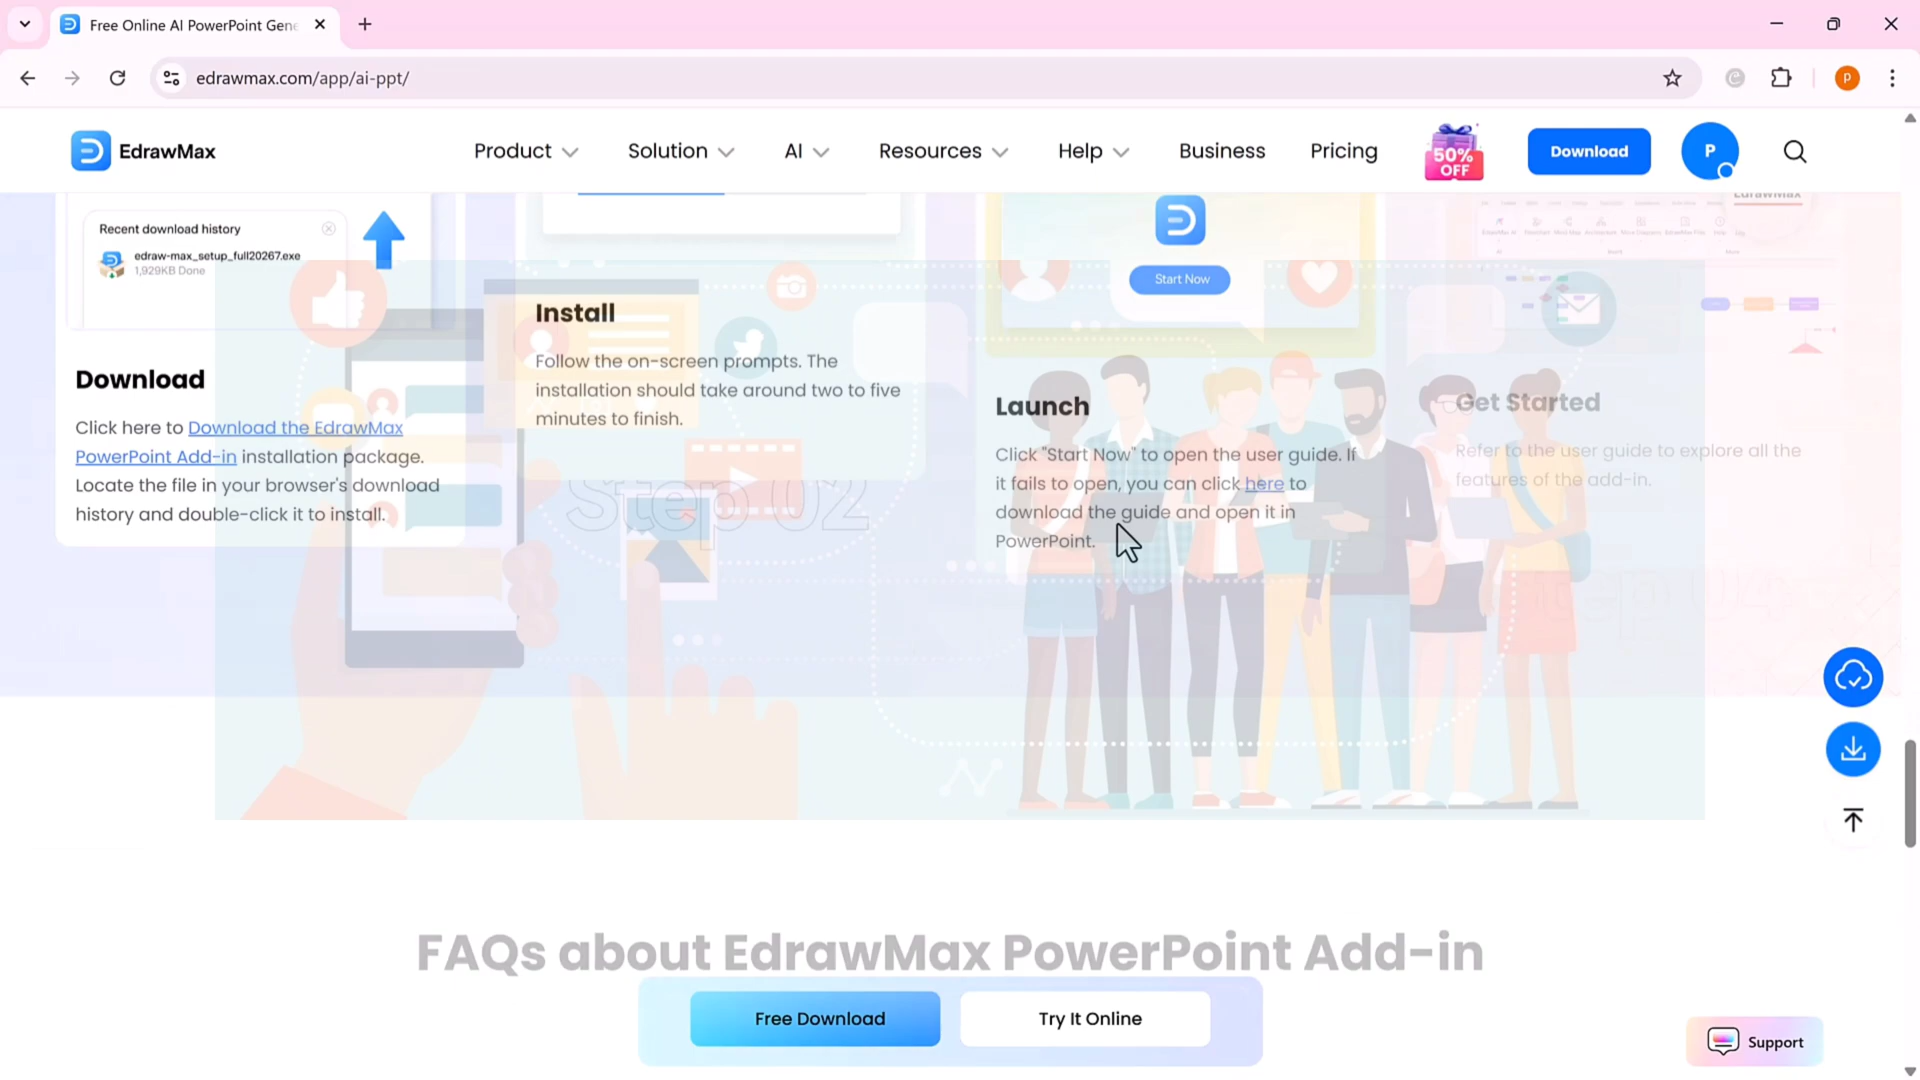 Free Online AI PowerPoint Gene
edrawmax.com/app/ai-ppt/
P
EdrawMax
Product
Solution
AI
Resources
Help
Business
Pricing
50%
OFF
Download
P
Recent download history
edraw-max_setup_full20267.exe
1,929KB Done
Download
Click here to Download the EdrawMax
PowerPoint Add-in installation package.
Locate the file in your browser's download
history and double-click it to install.
Install
Follow the on-screen prompts. The
installation should take around two to five
minutes to finish.
Step 02
Start Now
Launch
Click "Start Now" to open the user guide. If
it fails to open, you can click here to
download the guide and open it in
PowerPoint.
EdrawMax
Get Started
Refer to the user guide to explore all the
features of the add-in.
Step 04
FAQs about EdrawMax PowerPoint Add-in
Free Download
Try It Online
Support